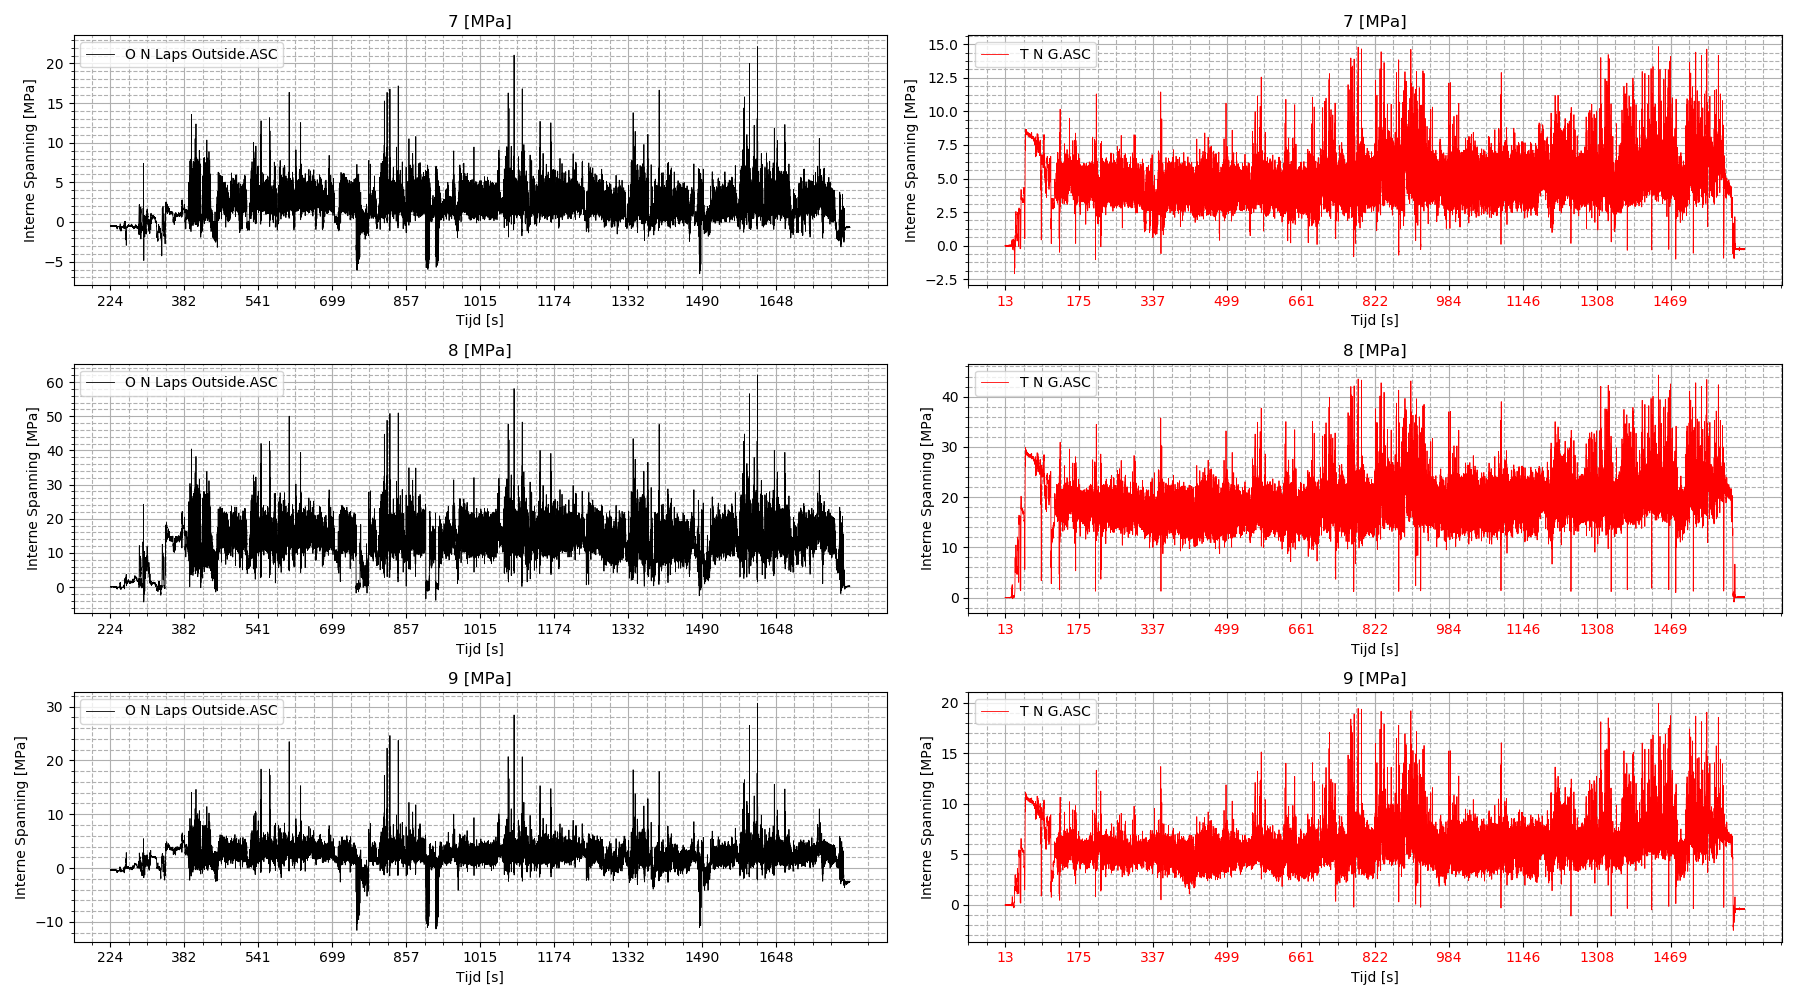 7 [MPa]
O N Laps Outside.ASC
Interne Spanning [MPa]
20
15
10
5
0
−5
224 382 541 699 857 1015 1174 1332 1490 1648
Tijd [s]
7 [MPa]
T N G.ASC
Interne Spanning [MPa]
15.0
12.5
10.0
7.5
5.0
2.5
0.0
−2.5
13 175 337 499 661 822 984 1146 1308 1469
Tijd [s]
8 [MPa]
O N Laps Outside.ASC
Interne Spanning [MPa]
60
50
40
30
20
10
0
224 382 541 699 857 1015 1174 1332 1490 1648
Tijd [s]
8 [MPa]
T N G.ASC
Interne Spanning [MPa]
40
30
20
10
0
13 175 337 499 661 822 984 1146 1308 1469
Tijd [s]
9 [MPa]
O N Laps Outside.ASC
Interne Spanning [MPa]
30
20
10
0
−10
224 382 541 699 857 1015 1174 1332 1490 1648
Tijd [s]
9 [MPa]
T N G.ASC
Interne Spanning [MPa]
20
15
10
5
0
13 175 337 499 661 822 984 1146 1308 1469
Tijd [s]